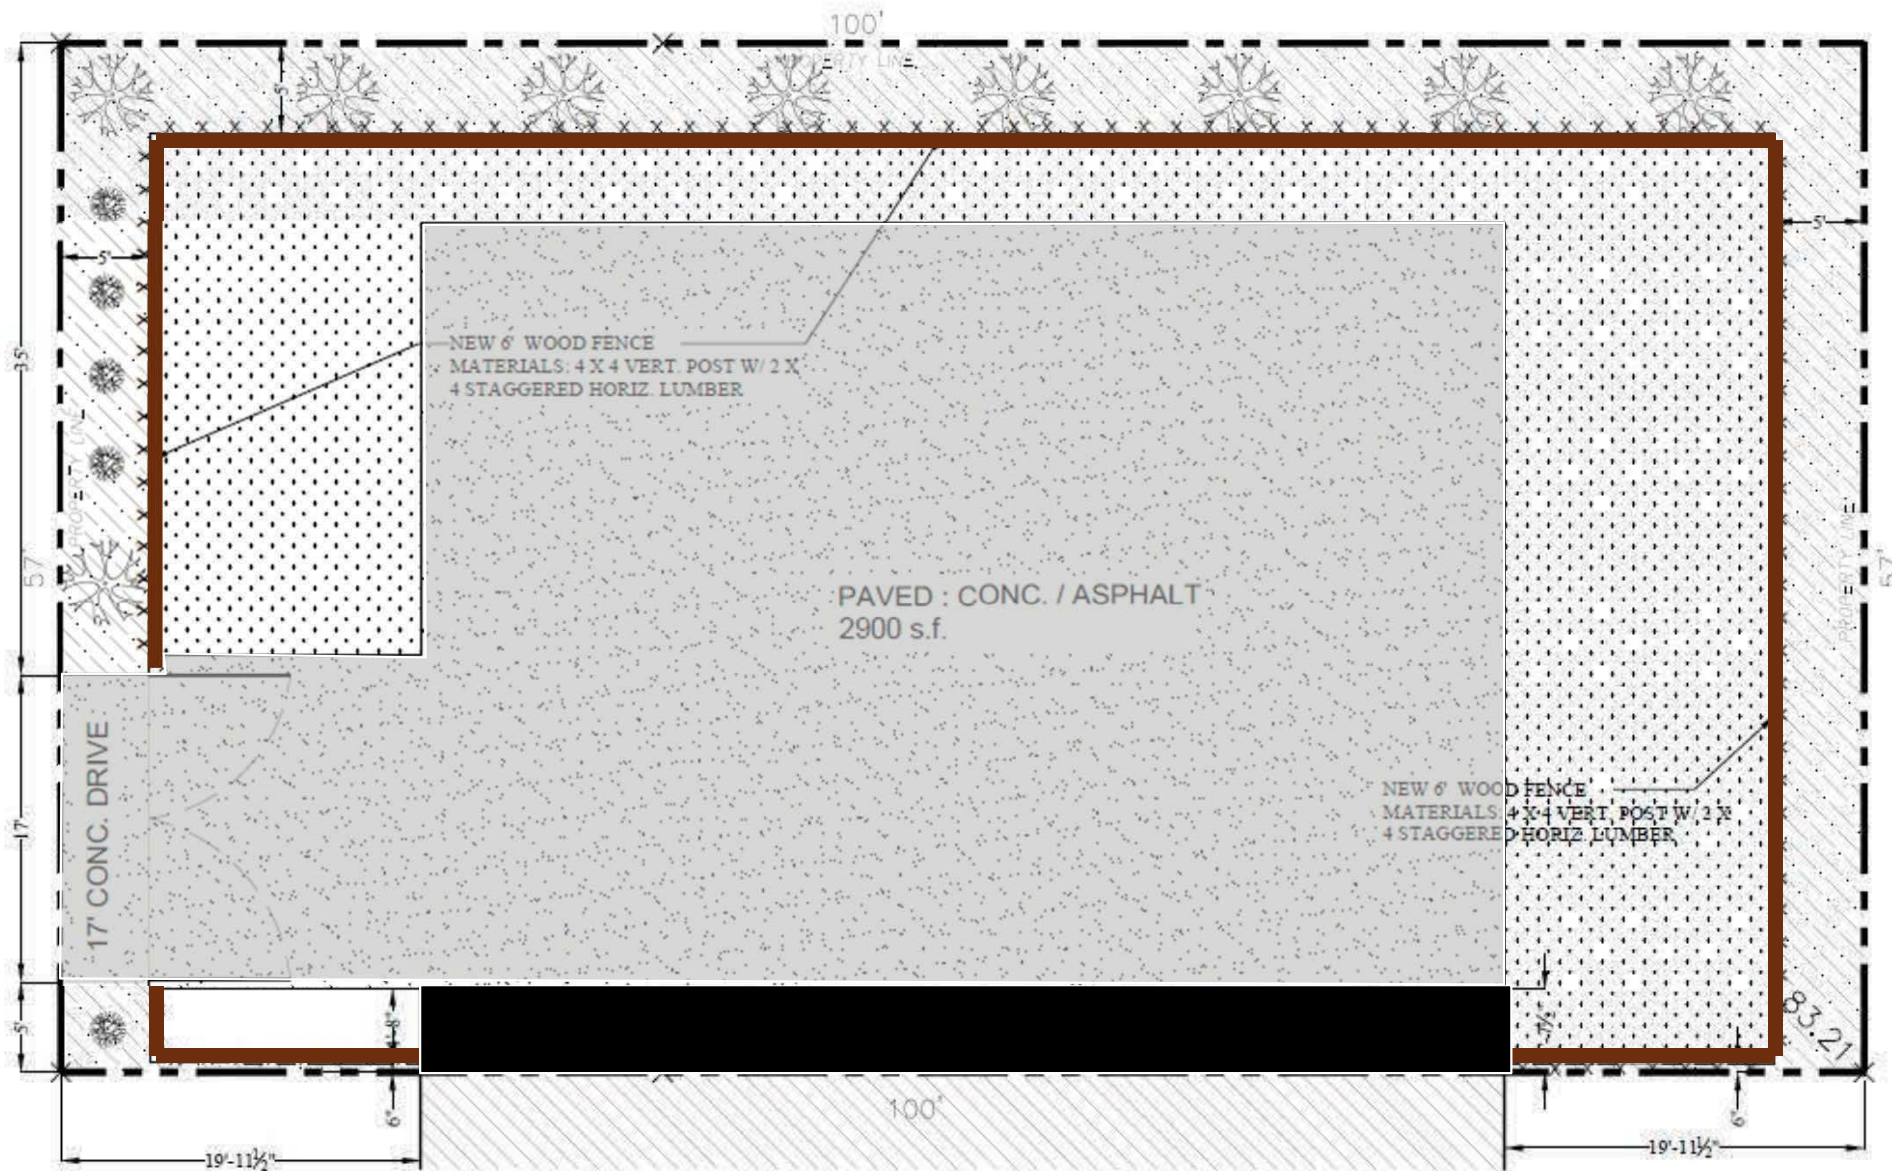 100'
PROPERTY LINE
5'
5'
5'
35'
NEW 6' WOOD FENCE
MATERIALS: 4 X 4 VERT. POST W/ 2 X
4 STAGGERED HORIZ. LUMBER
PROPERTY LINE
PROPERTY LINE
57'
57'
PAVED : CONC. / ASPHALT
2900 s.f.
17' CONC. DRIVE
17'
NEW 6' WOOD FENCE
MATERIALS: 4 X 4 VERT. POST W/ 2 X
4 STAGGERED HORIZ. LUMBER
83.21
5'
6"
100'
6"
19'-11½"
19'-11½"